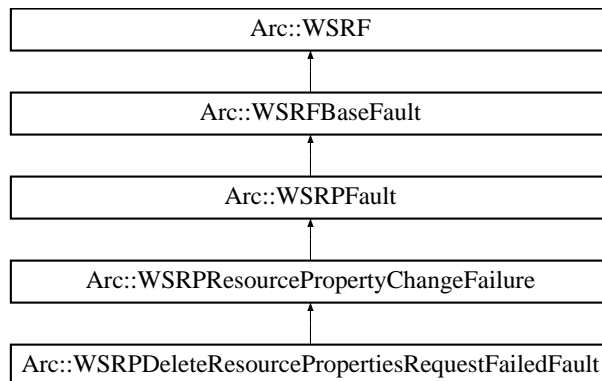 Arc::WSRF
Arc::WSRFBaseFault
Arc::WSRPFault
Arc::WSRPResourcePropertyChangeFailure
Arc::WSRPDeleteResourcePropertiesRequestFailedFault